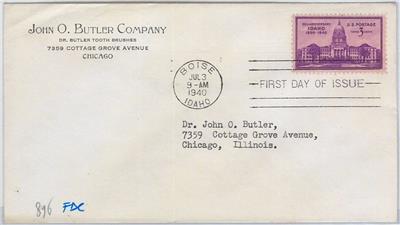 JOHN O. BUTLER COMPANY
DR. BUTLER TOOTH BRUSHES
7359 COTTAGE GROVE AVENUE
CHICAGO
BOISE
JUL 3
9-AM
1940
IDAHO
IDAHO
1890-1940
U.S. POSTAGE
3
FIRST DAY OF ISSUE
Dr. John O. Butler,
7359 Cottage Grove Avenue,
Chicago, Illinois.
896 FDC